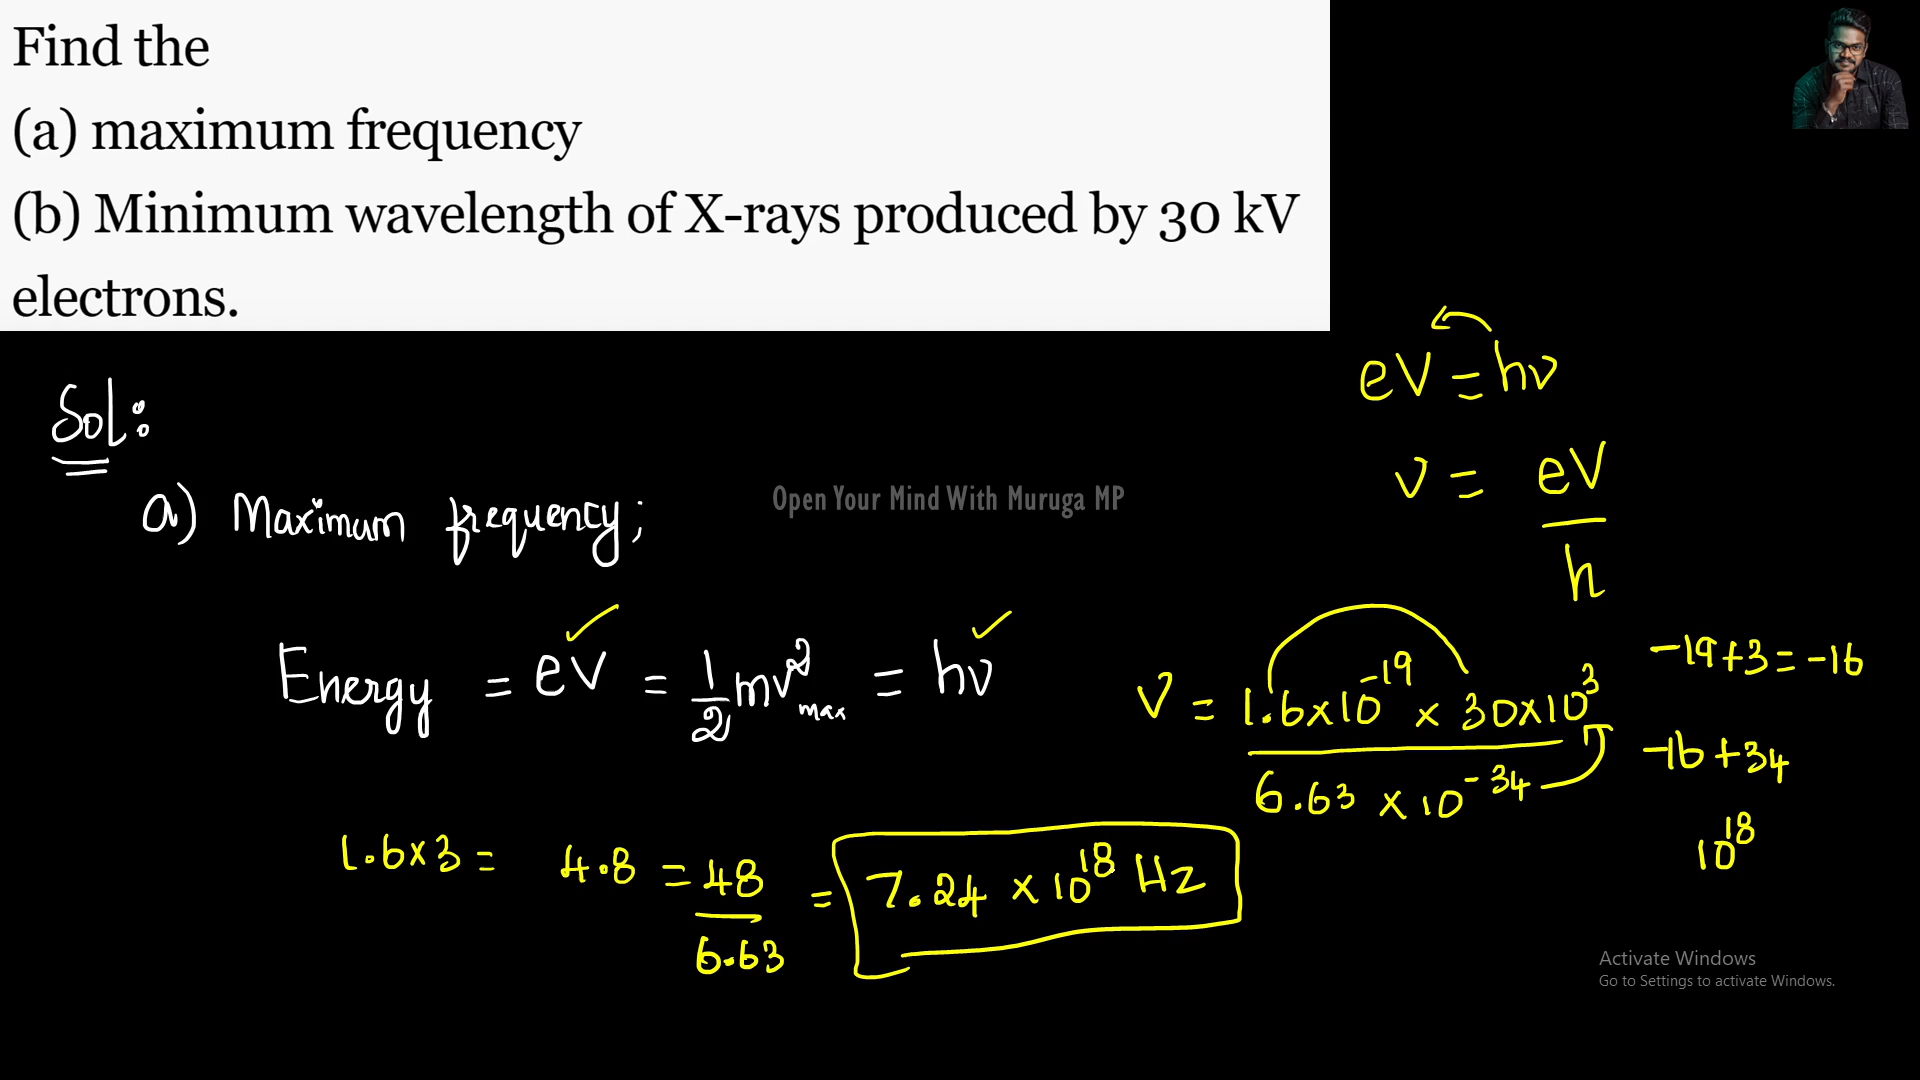 Find the
(a) maximum frequency
(b) Minimum wavelength of X-rays produced by 30 kV
electrons.
Sol:
a) Maximum frequency;
Energy = eV = 1/2 mv²max = hν
eV = hν
ν = eV/h
ν = 1.6×10⁻¹⁹ × 30×10³ / 6.63 × 10⁻³⁴
-19+3=-16
-16+34
10¹⁸
1.6×3 = 4.8 = 48/6.63 = 7.24 × 10¹⁸ Hz
Open Your Mind With Muruga MP
Activate Windows
Go to Settings to activate Windows.